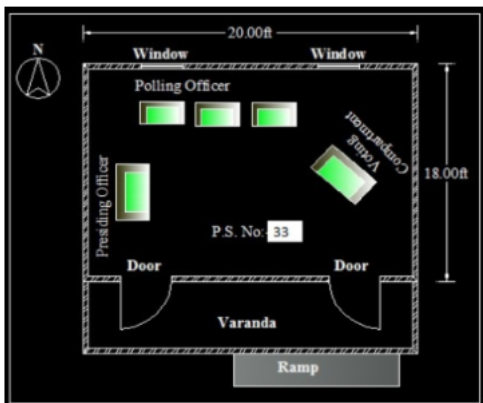 20.00ft
N
Window
Window
Polling Officer
Voting
Compartment
18.00ft
Presiding Officer
P.S. No: 33
Door
Door
Varanda
Ramp